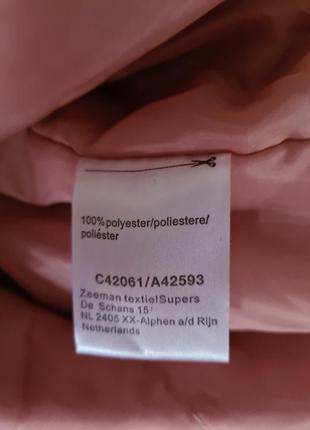 100%polyester/poliestere/
poliéster
C42061/A42593
Zeeman textielSupers
De Schans 15
NL 2405 XX-Alphen a/d Rijn
Netherlands